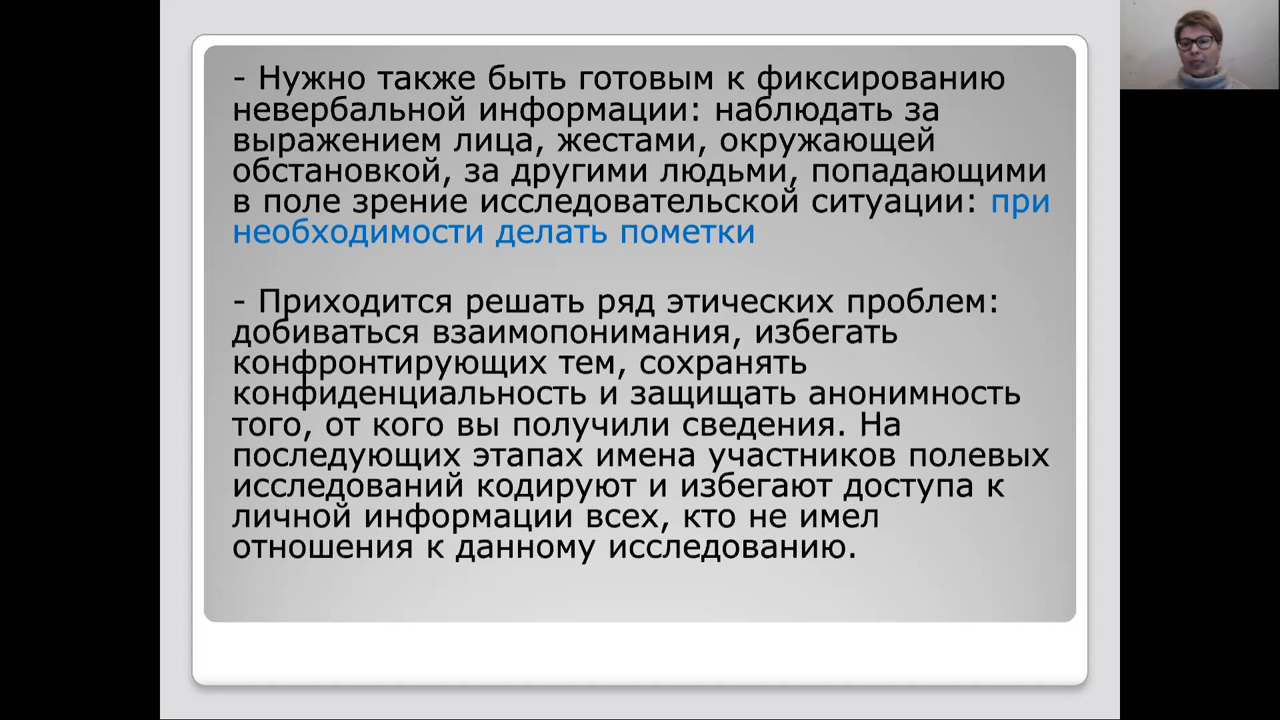 - Нужно также быть готовым к фиксированию
невербальной информации: наблюдать за
выражением лица, жестами, окружающей
обстановкой, за другими людьми, попадающими
в поле зрение исследовательской ситуации: при
необходимости делать пометки
- Приходится решать ряд этических проблем:
добиваться взаимопонимания, избегать
конфронтирующих тем, сохранять
конфиденциальность и защищать анонимность
того, от кого вы получили сведения. На
последующих этапах имена участников полевых
исследований кодируют и избегают доступа к
личной информации всех, кто не имел
отношения к данному исследованию.